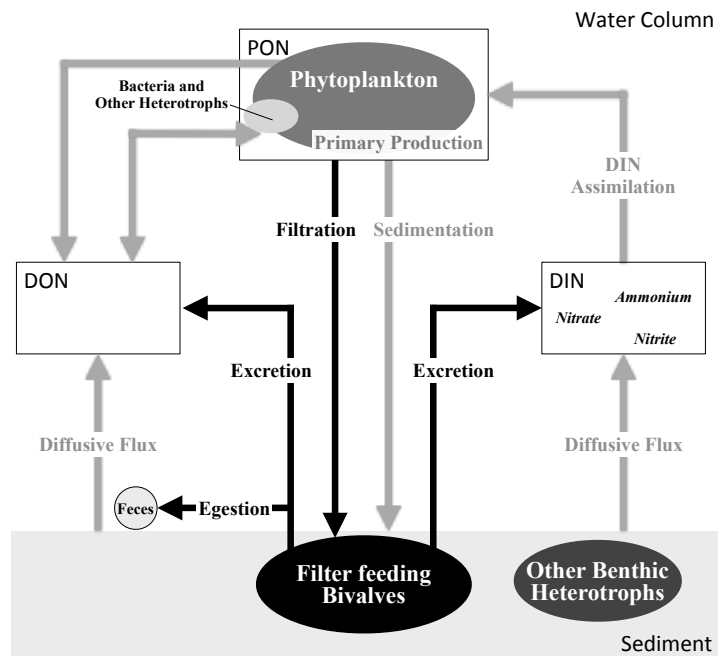 Water Column
PON
Phytoplankton
Bacteria and
Other Heterotrophs
Primary Production
DIN
Assimilation
Filtration
Sedimentation
DON
DIN
Ammonium
Nitrate
Nitrite
Excretion
Excretion
Diffusive Flux
Diffusive Flux
Feces
Egestion
Filter feeding
Bivalves
Other Benthic
Heterotrophs
Sediment